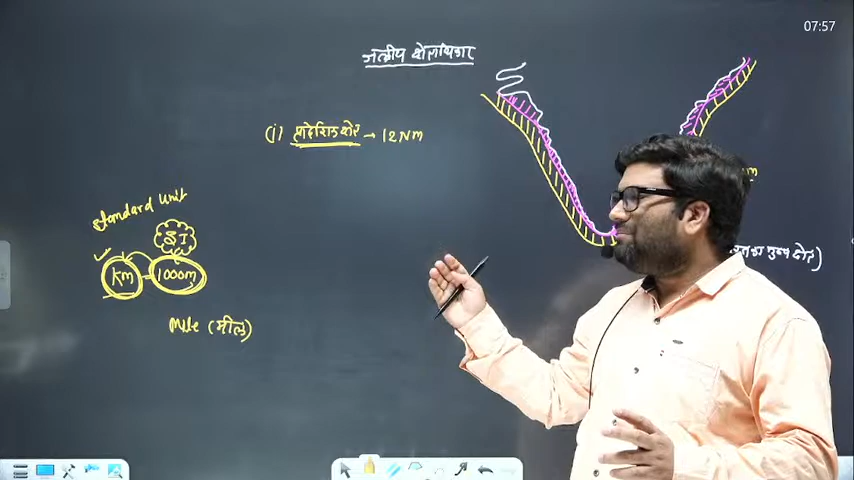 07:57
जलीय क्षेत्राधिकार
(i) प्रादेशिक क्षेत्र → 12 Nm
Standard Unit
SI
Km = 1000m
Mile (मील)
m